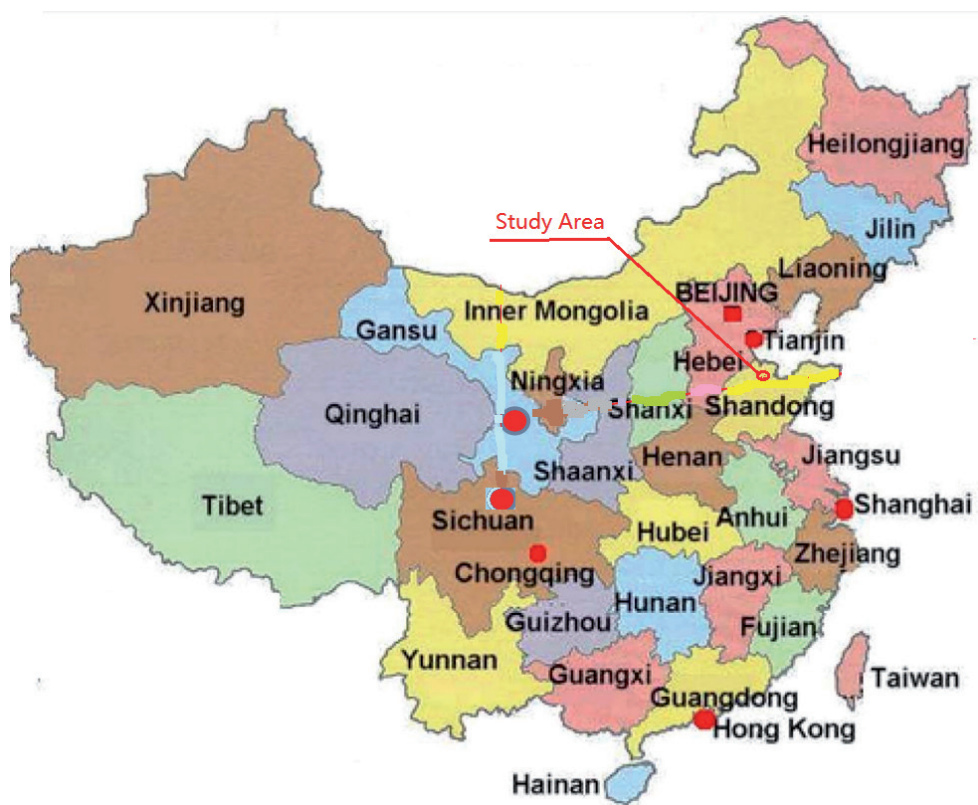 Heilongjiang
Study Area
Jilin
Liaoning
Xinjiang
BEIJING
Inner Mongolia
Gansu
Tianjin
Hebei
Ningxia
Qinghai
Shanxi
Shandong
Jiangsu
Henan
Shaanxi
Tibet
Shanghai
Anhui
Sichuan
Hubei
Zhejiang
Chongqing
Jiangxi
Hunan
Guizhou
Fujian
Yunnan
Guangxi
Taiwan
Guangdong
Hong Kong
Hainan